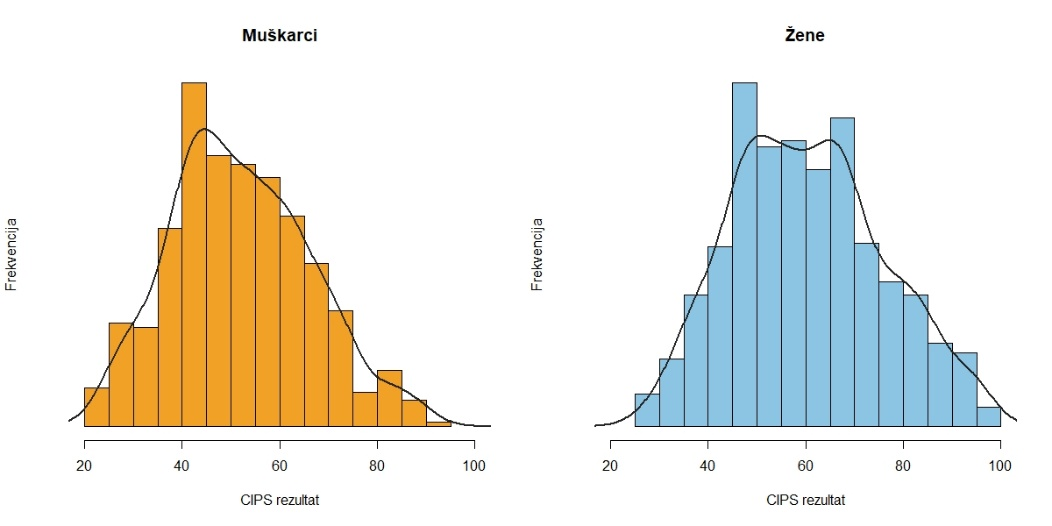 Muškarci
Frekvencija
20 40 60 80 100
CIPS rezultat
Žene
Frekvencija
20 40 60 80 100
CIPS rezultat